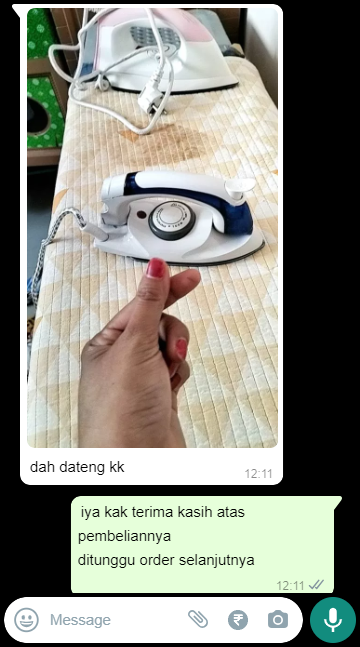 dah dateng kk
12:11
iya kak terima kasih atas
pembeliannya
ditunggu order selanjutnya
12:11
Message